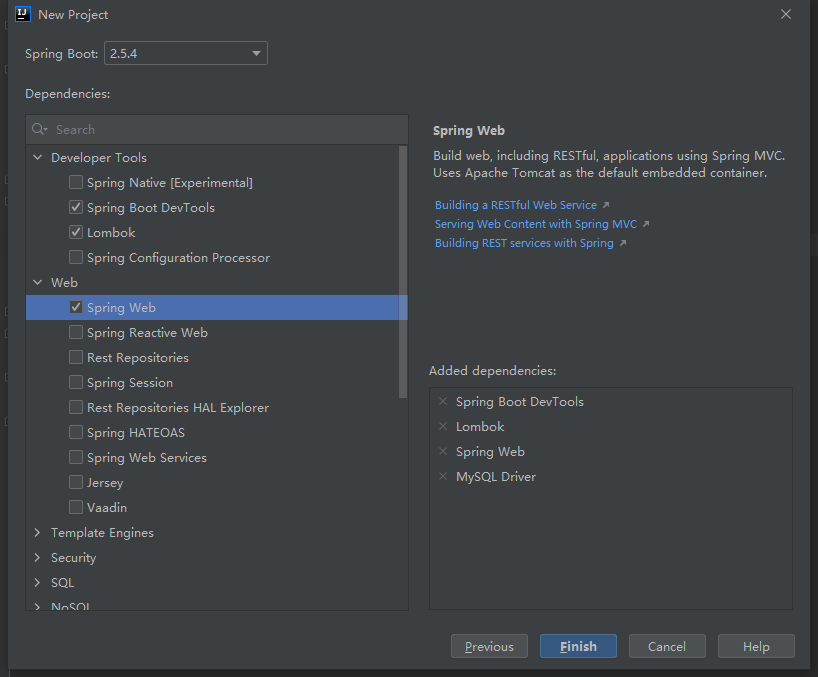 New Project
Spring Boot: 2.5.4
Dependencies:
Search
Developer Tools
Spring Native [Experimental]
Spring Boot DevTools
Lombok
Spring Configuration Processor
Web
Spring Web
Spring Reactive Web
Rest Repositories
Spring Session
Rest Repositories HAL Explorer
Spring HATEOAS
Spring Web Services
Jersey
Vaadin
Template Engines
Security
SQL
NoSQL
Spring Web
Build web, including RESTful, applications using Spring MVC.
Uses Apache Tomcat as the default embedded container.
Building a RESTful Web Service ↗
Serving Web Content with Spring MVC ↗
Building REST services with Spring ↗
Added dependencies:
Spring Boot DevTools
Lombok
Spring Web
MySQL Driver
Previous
Finish
Cancel
Help